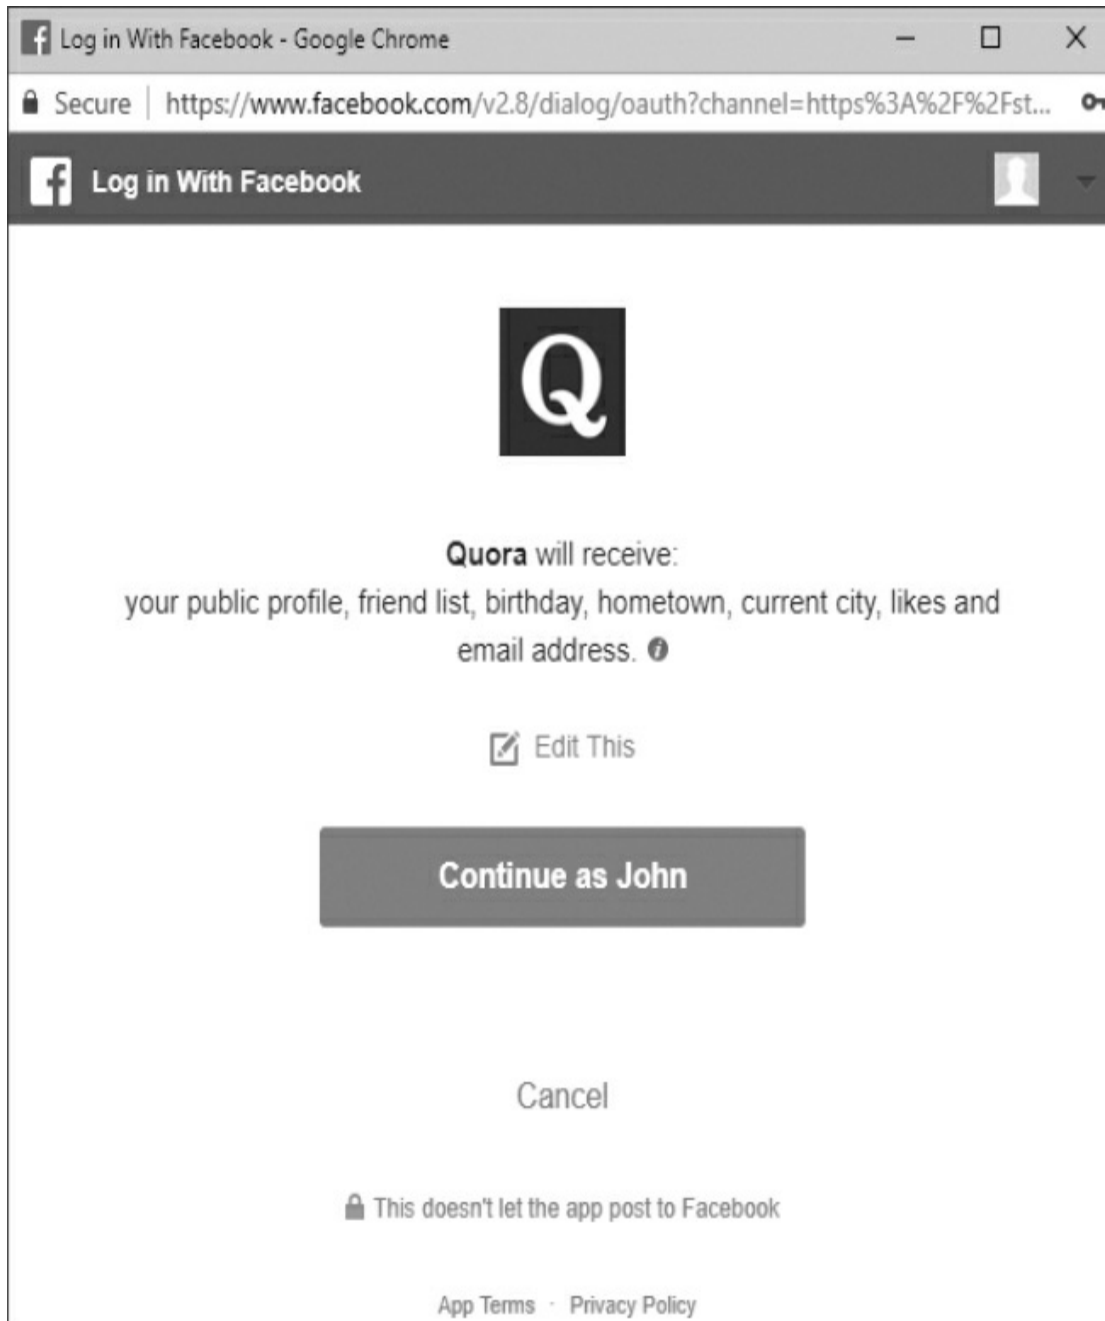 Log in With Facebook - Google Chrome
Secure | https://www.facebook.com/v2.8/dialog/oauth?channel=https%3A%2F%2Fst...
Log in With Facebook
Q
Quora will receive:
your public profile, friend list, birthday, hometown, current city, likes and
email address.
Edit This
Continue as John
Cancel
This doesn't let the app post to Facebook
App Terms · Privacy Policy